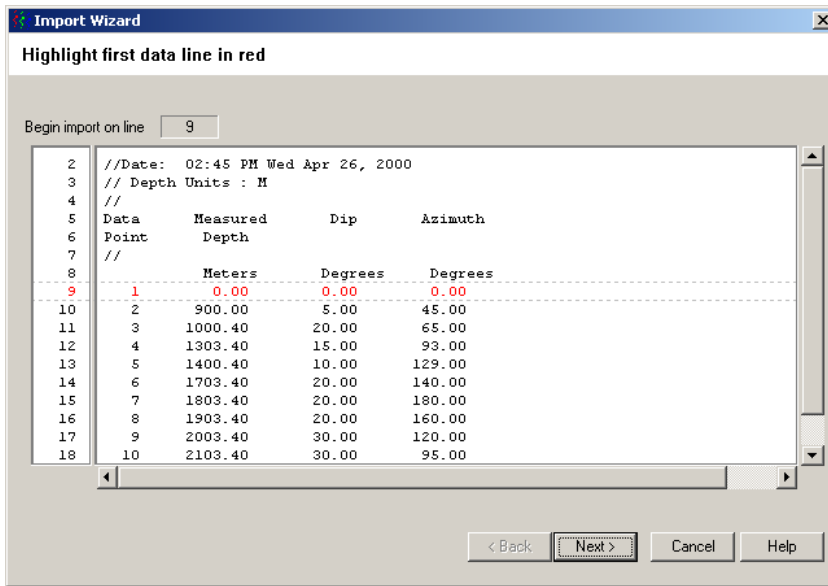 Import Wizard
Highlight first data line in red
Begin import on line 9
2 //Date: 02:45 PM Wed Apr 26, 2000
3 // Depth Units : M
4 //
5 Data Measured Dip Azimuth
6 Point Depth
7 //
8 Meters Degrees Degrees
9 1 0.00 0.00 0.00
10 2 900.00 5.00 45.00
11 3 1000.40 20.00 65.00
12 4 1303.40 15.00 93.00
13 5 1400.40 10.00 129.00
14 6 1703.40 20.00 140.00
15 7 1803.40 20.00 180.00
16 8 1903.40 20.00 160.00
17 9 2003.40 30.00 120.00
18 10 2103.40 30.00 95.00
< Back Next > Cancel Help